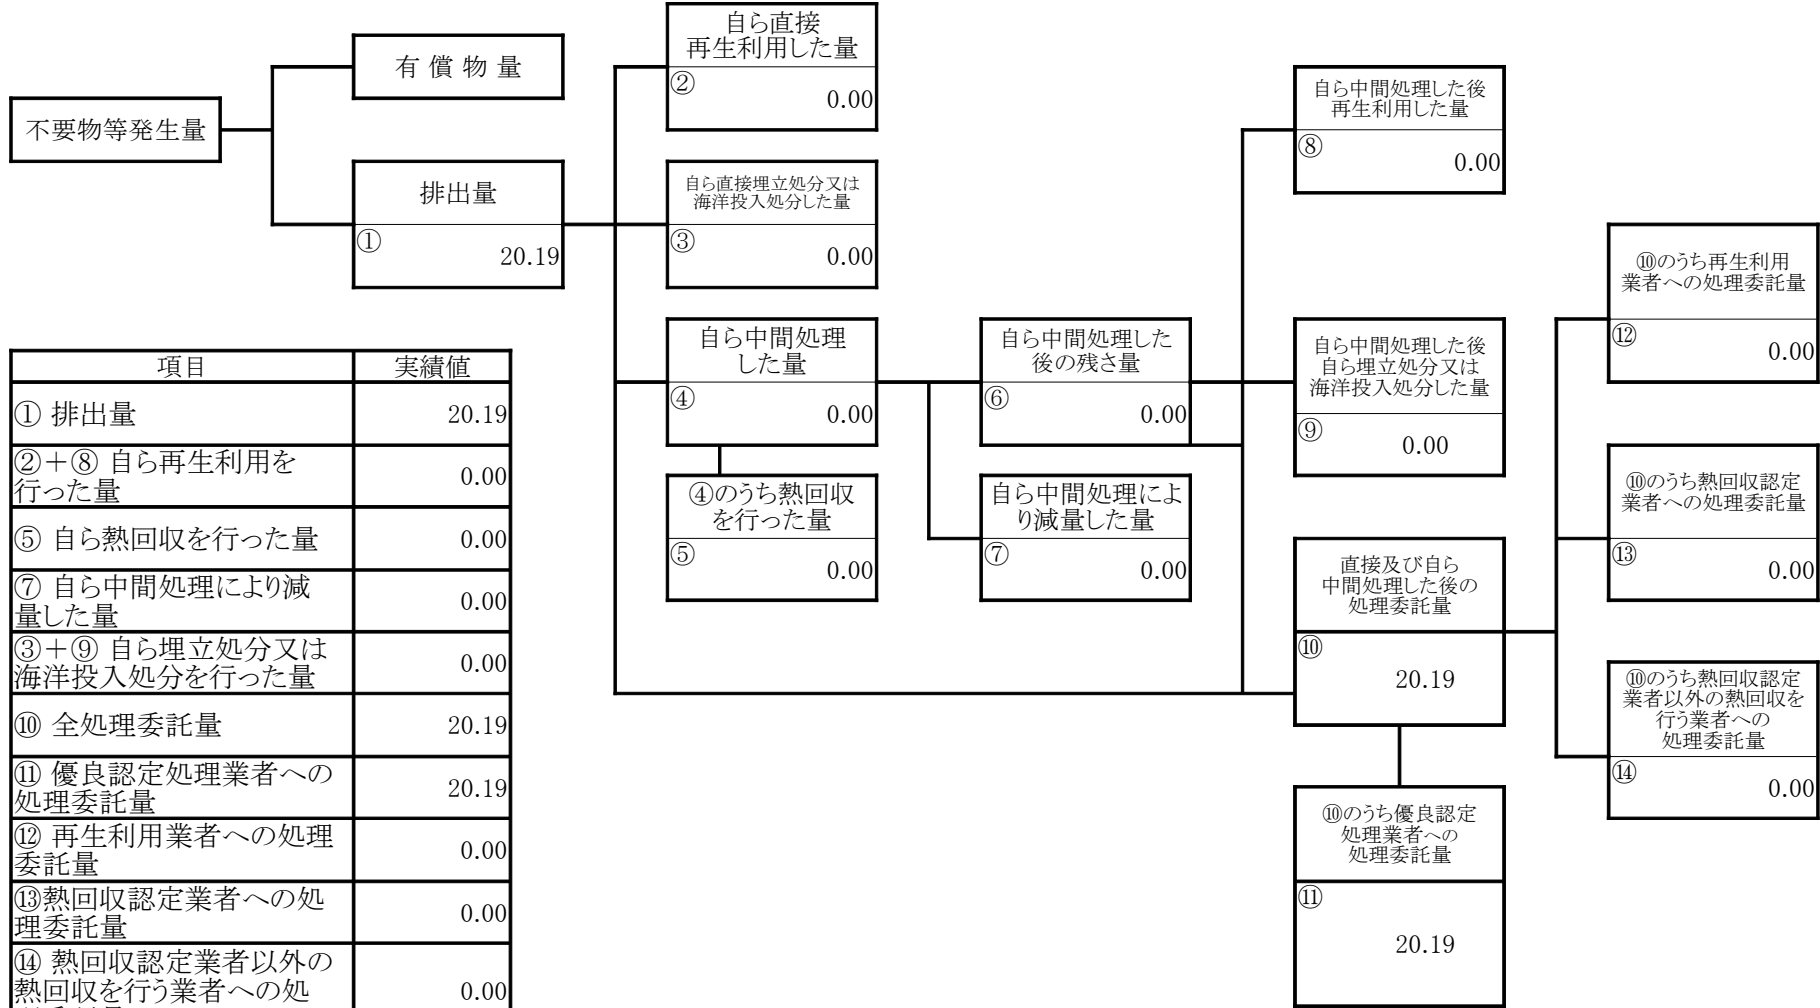 不要物等発生量
有 償 物 量
排出量
①
20.19
自ら直接
再生利用した量
②
0.00
自ら直接埋立処分又は
海洋投入処分した量
③
0.00
自ら中間処理
した量
④
0.00
④のうち熱回収
を行った量
⑤
0.00
自ら中間処理した
後の残さ量
⑥
0.00
自ら中間処理によ
り減量した量
⑦
0.00
自ら中間処理した後
再生利用した量
⑧
0.00
自ら中間処理した後
自ら埋立処分又は
海洋投入処分した量
⑨
0.00
直接及び自ら
中間処理した後の
処理委託量
⑩
20.19
⑩のうち優良認定
処理業者への
処理委託量
⑪
20.19
⑩のうち再生利用
業者への処理委託量
⑫
0.00
⑩のうち熱回収認定
業者への処理委託量
⑬
0.00
⑩のうち熱回収認定
業者以外の熱回収を
行う業者への
処理委託量
⑭
0.00
項目 実績値
① 排出量 20.19
②＋⑧ 自ら再生利用を
行った量
0.00
⑤ 自ら熱回収を行った量 0.00
⑦ 自ら中間処理により減
量した量
0.00
③＋⑨ 自ら埋立処分又は
海洋投入処分を行った量
0.00
⑩ 全処理委託量 20.19
⑪ 優良認定処理業者への
処理委託量
20.19
⑫ 再生利用業者への処理
委託量
0.00
⑬熱回収認定業者への処
理委託量
0.00
⑭ 熱回収認定業者以外の
熱回収を行う業者への処
0.00